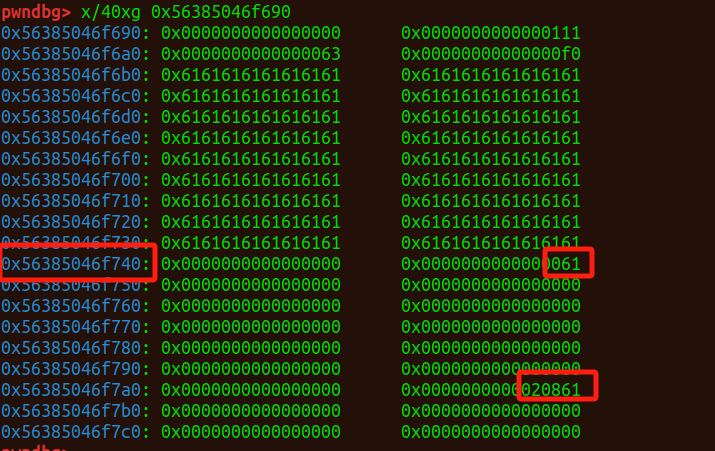 pwndbg> x/40xg 0x56385046f690
0x56385046f690: 0x0000000000000000 0x0000000000000111
0x56385046f6a0: 0x0000000000000063 0x00000000000000f0
0x56385046f6b0: 0x6161616161616161 0x6161616161616161
0x56385046f6c0: 0x6161616161616161 0x6161616161616161
0x56385046f6d0: 0x6161616161616161 0x6161616161616161
0x56385046f6e0: 0x6161616161616161 0x6161616161616161
0x56385046f6f0: 0x6161616161616161 0x6161616161616161
0x56385046f700: 0x6161616161616161 0x6161616161616161
0x56385046f710: 0x6161616161616161 0x6161616161616161
0x56385046f720: 0x6161616161616161 0x6161616161616161
0x56385046f730: 0x6161616161616161 0x6161616161616161
0x56385046f740: 0x0000000000000000 0x0000000000000061
0x56385046f750: 0x0000000000000000 0x0000000000000000
0x56385046f760: 0x0000000000000000 0x0000000000000000
0x56385046f770: 0x0000000000000000 0x0000000000000000
0x56385046f780: 0x0000000000000000 0x0000000000000000
0x56385046f790: 0x0000000000000000 0x0000000000000000
0x56385046f7a0: 0x0000000000000000 0x0000000000020861
0x56385046f7b0: 0x0000000000000000 0x0000000000000000
0x56385046f7c0: 0x0000000000000000 0x0000000000000000
pwndbg>